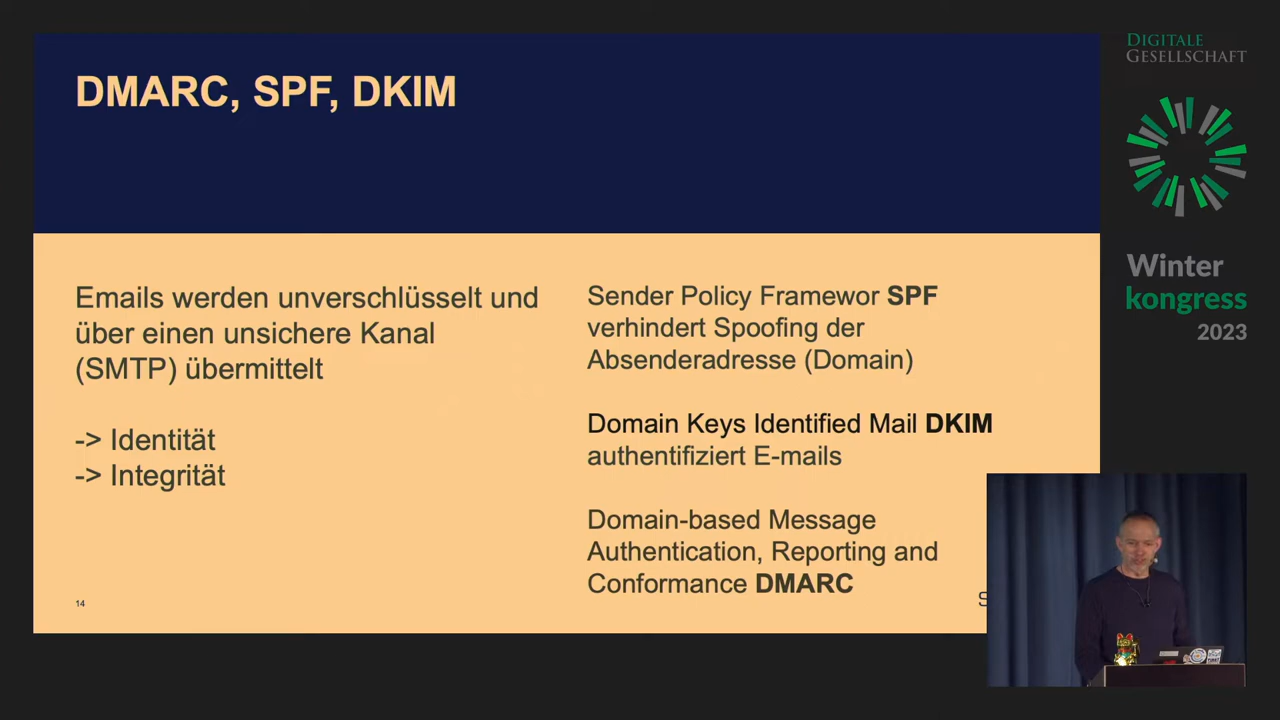 DMARC, SPF, DKIM
Emails werden unverschlüsselt und
über einen unsichere Kanal
(SMTP) übermittelt
-> Identität
-> Integrität
14
Sender Policy Framewor SPF
verhindert Spoofing der
Absenderadresse (Domain)
Domain Keys Identified Mail DKIM
authentifiziert E-mails
Domain-based Message
Authentication, Reporting and
Conformance DMARC
DIGITALE
GESELLSCHAFT
Winter
kongress
2023